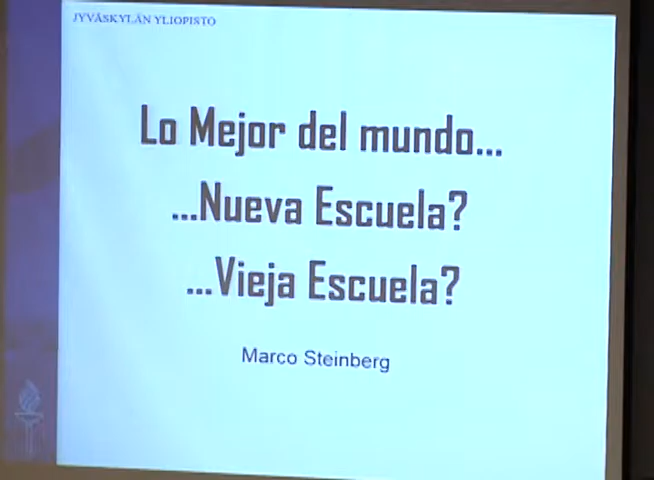 JYVÄSKYLÄN YLIOPISTO
Lo Mejor del mundo...
...Nueva Escuela?
...Vieja Escuela?
Marco Steinberg